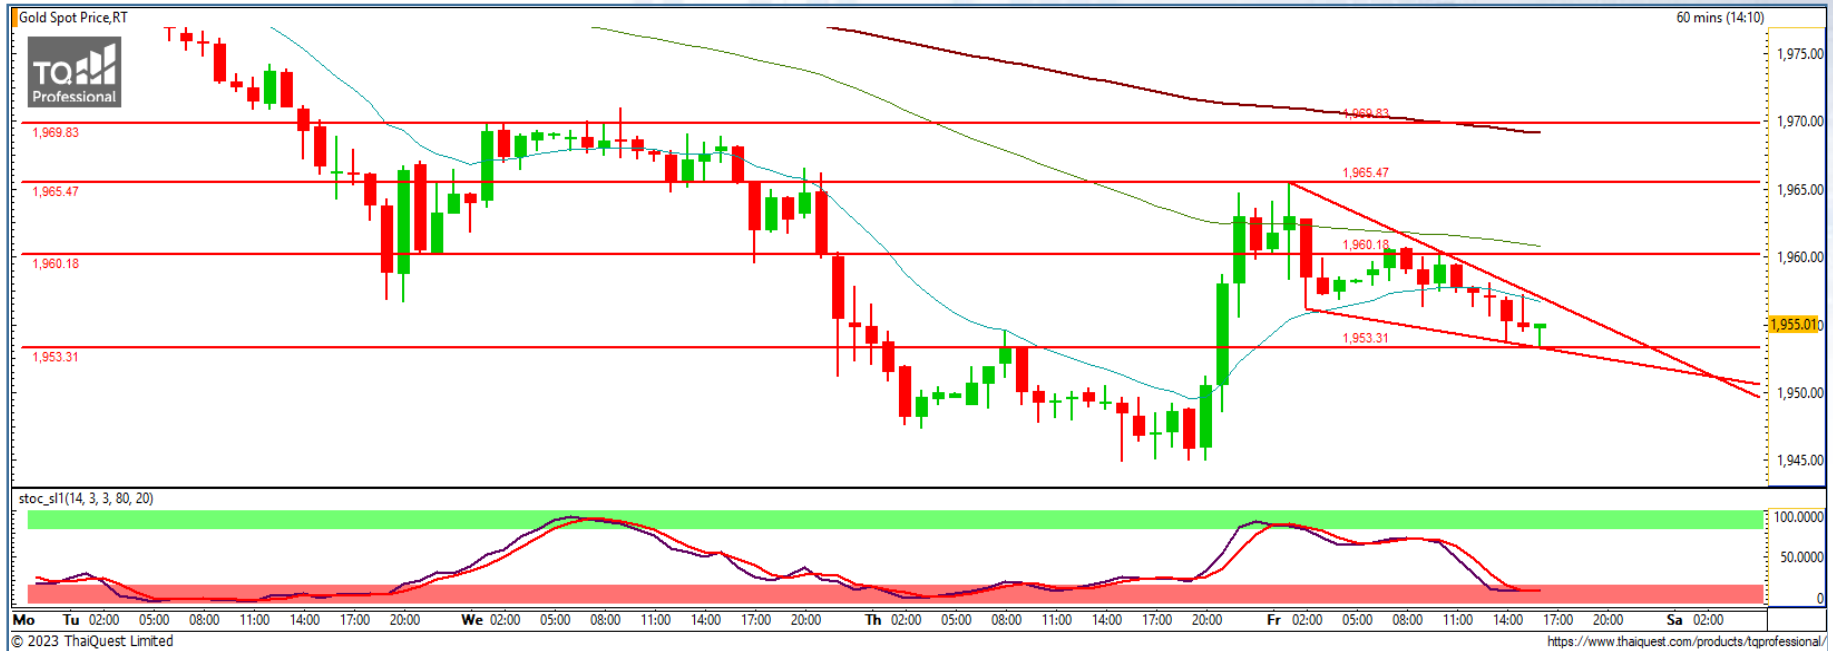 Gold Spot Price,RT
60 mins (14:10)
TQ
Professional
1,975.00
1,969.83
1,969.83
1,970.00
1,965.47
1,965.47
1,965.00
1,960.18
1,960.18
1,960.00
1,955.01
1,953.31
1,953.31
1,950.00
1,945.00
stoc_sl1(14, 3, 3, 80, 20)
100.0000
50.0000
0
Mo Tu 02:00 05:00 08:00 11:00 14:00 17:00 20:00 We 02:00 05:00 08:00 11:00 14:00 17:00 20:00 Th 02:00 05:00 08:00 11:00 14:00 17:00 20:00 Fr 02:00 05:00 08:00 11:00 14:00 17:00 20:00 Sa 02:00
© 2023 ThaiQuest Limited
https://www.thaiquest.com/products/tqprofessional/